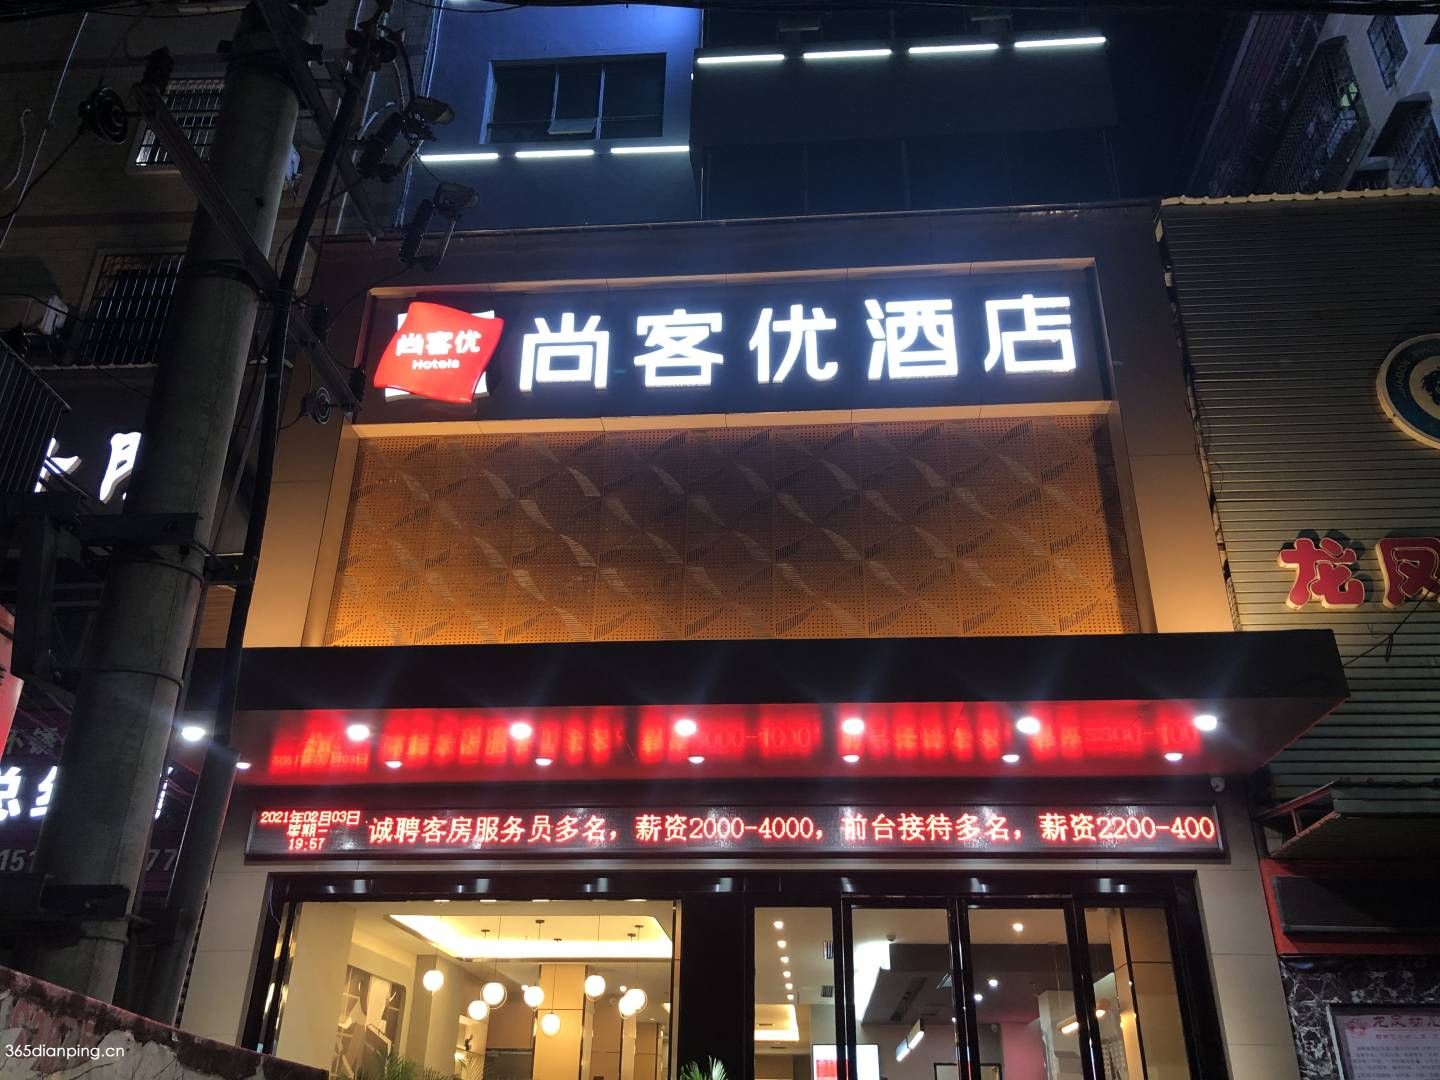 尚客优
Hotels
尚客优酒店
龙凤
2021年02月03日
星期二
19:57
诚聘客房服务员多名，薪资2000-4000，前台接待多名，薪资2200-400
总经
365dianping.cn